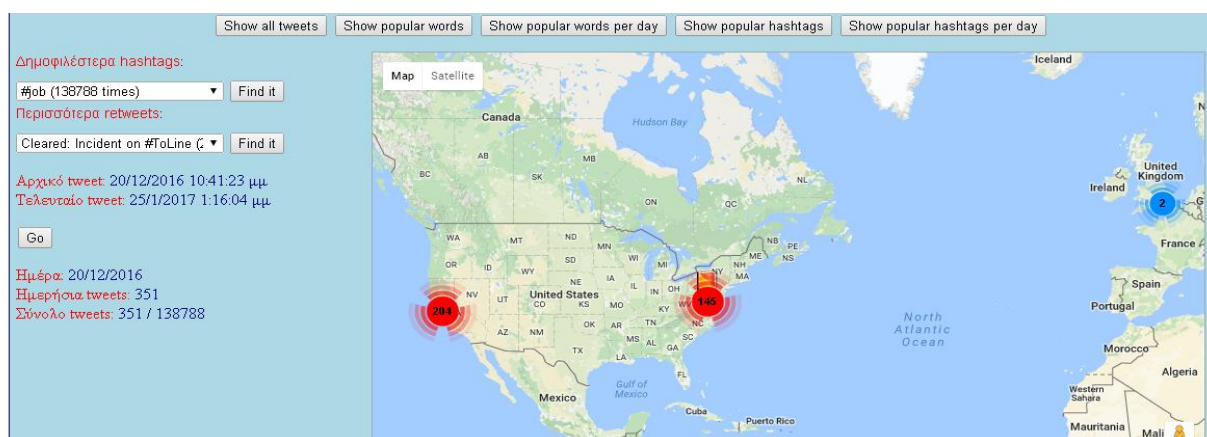 Show all tweets
Show popular words
Show popular words per day
Show popular hashtags
Show popular hashtags per day
Δημοφιλέστερα hashtags:
#job (138788 times)
Find it
Περισσότερα retweets:
Cleared: Incident on #ToLine (2
Find it
Αρχικό tweet: 20/12/2016 10:41:23 μμ
Τελευταίο tweet: 25/1/2017 1:16:04 μμ
Go
Ημέρα: 20/12/2016
Ημερήσια tweets: 351
Σύνολο tweets: 351 / 138788
Map
Satellite
Iceland
Canada
Hudson Bay
AB
MB
BC
SK
NL
ON
QC
United
Kingdom
Ireland
2
G
N
WA
MT
ND
MN
NB
PE
NS
ME
OR
ID
SD
WI
MI
NH
NY
MA
WY
NE
IA
IL
IN
OH
NV
UT
United States
CO
KS
MO
KY
WV
204
145
AZ
NM
OK
AR
TN
NC
TX
MS
AL
SC
GA
LA
FL
France
Spain
Portugal
North
Atlantic
Ocean
Morocco
Algeria
Western
Sahara
Gulf of
Mexico
Mexico
Cuba
Puerto Rico
Mauritania
Mali